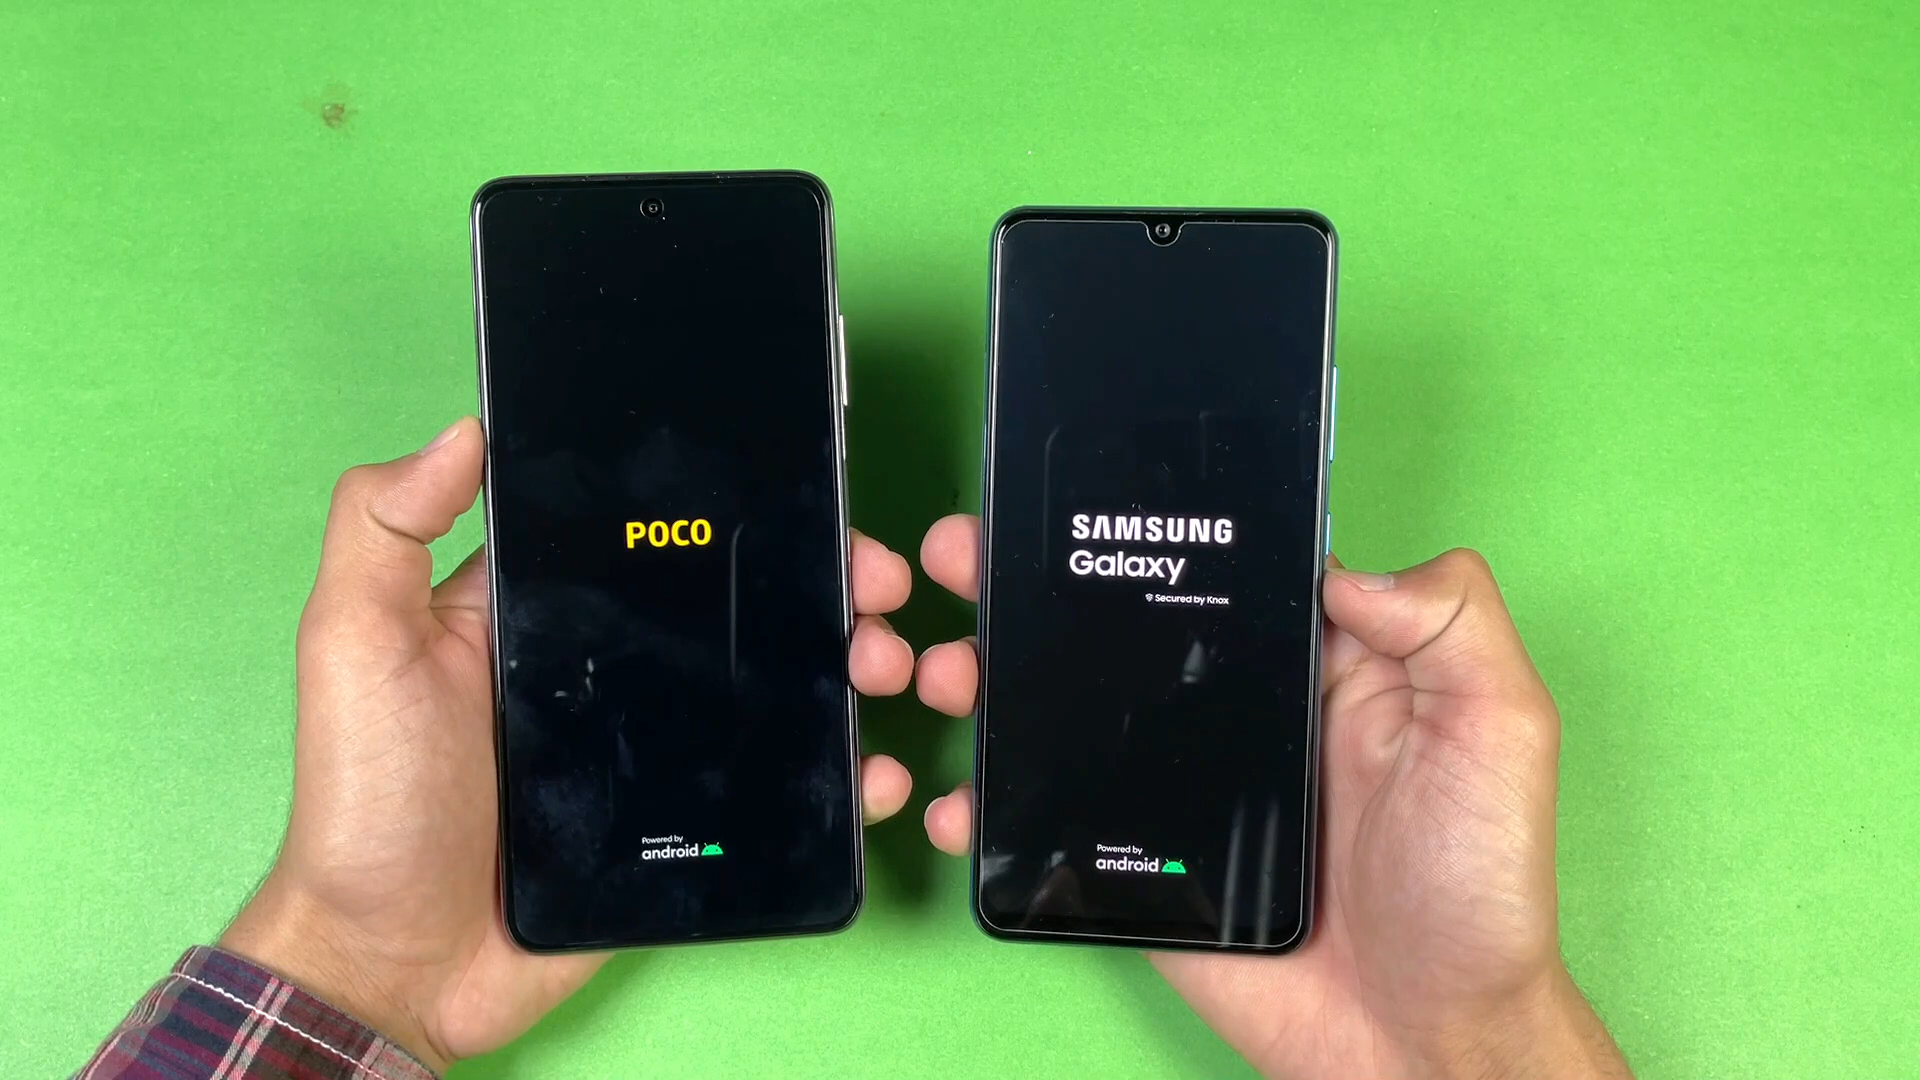 POCO
Powered by
android
SAMSUNG
Galaxy
Secured by Knox
Powered by
android